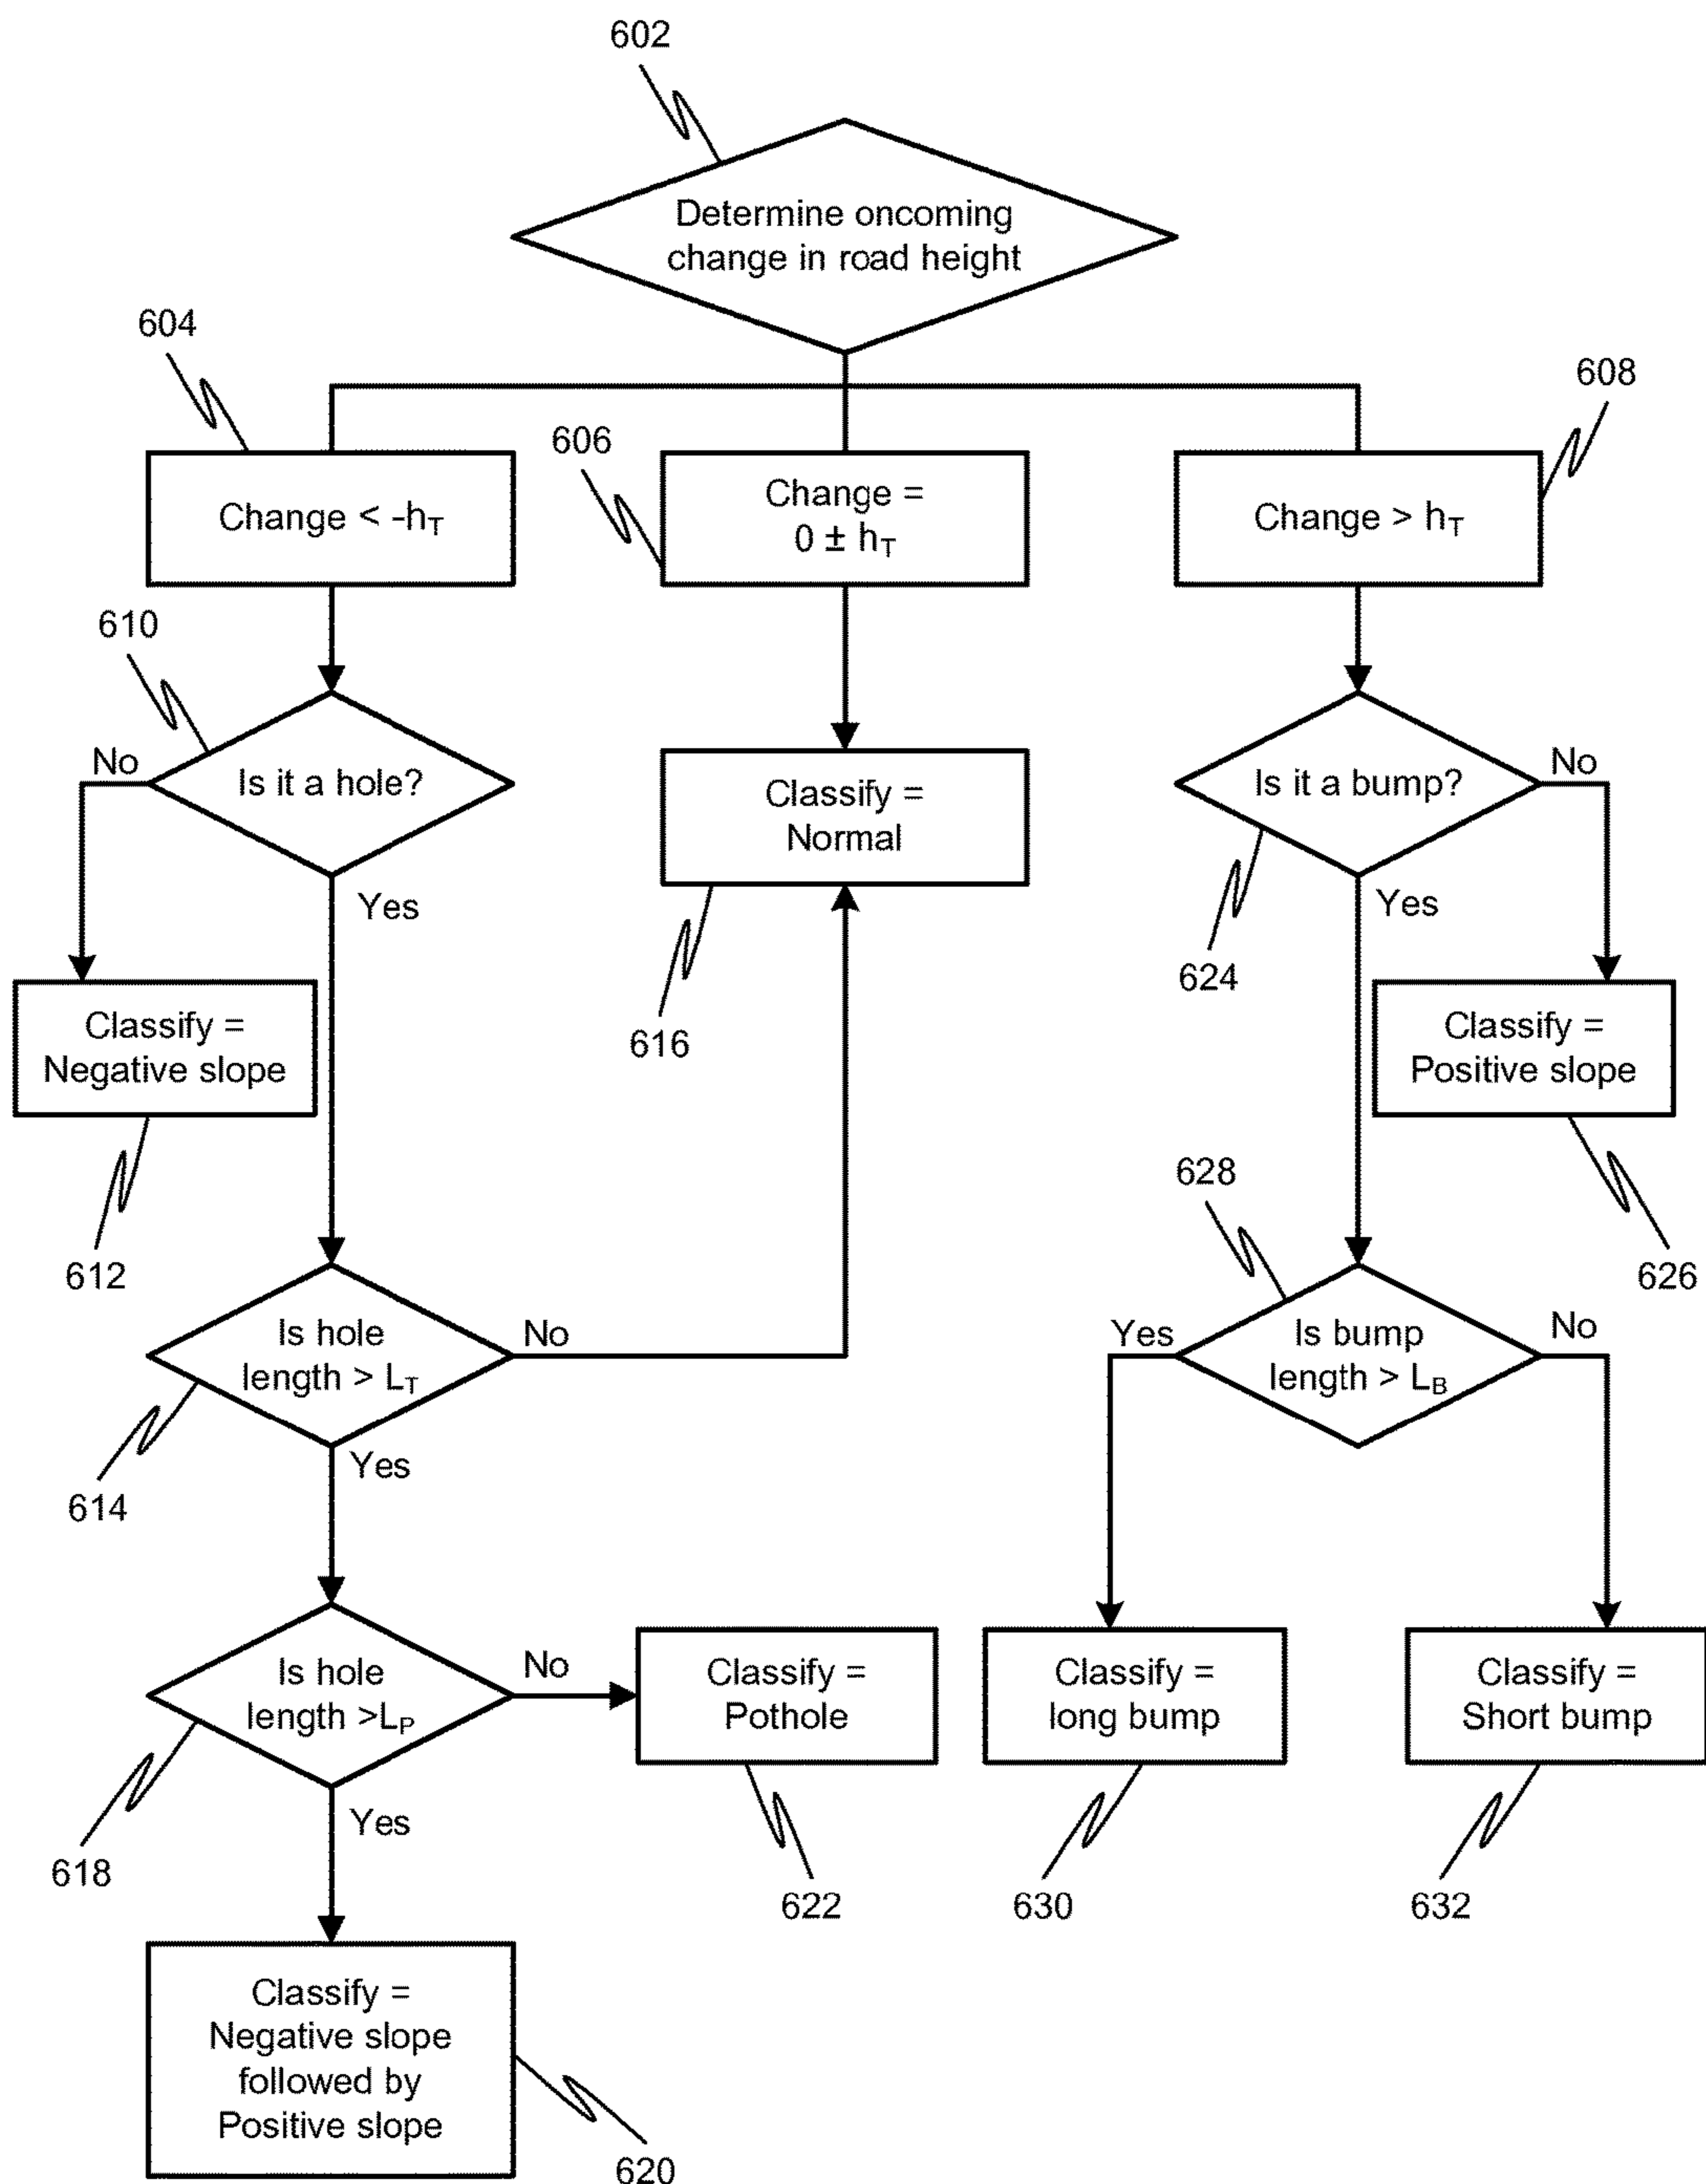 602
Determine oncoming
change in road height
604
608
606
Change < -hT
Change =
0 ± hT
Change > hT
610
No
Is it a hole?
Yes
Classify =
Normal
616
Is it a bump?
No
Yes
624
Classify =
Negative slope
612
Classify =
Positive slope
626
628
Is hole
length > LT
No
Yes
614
Yes
Is bump
length > LB
No
Is hole
length >LP
No
Yes
618
Classify =
Pothole
622
Classify =
long bump
630
Classify =
Short bump
632
Classify =
Negative slope
followed by
Positive slope
620